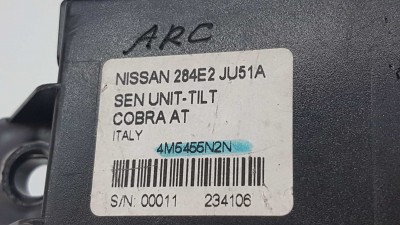 ARC
NISSAN 284E2 JU51A
SEN UNIT-TILT
COBRA AT
ITALY
4M5455N2N
S/N: 00011 234106